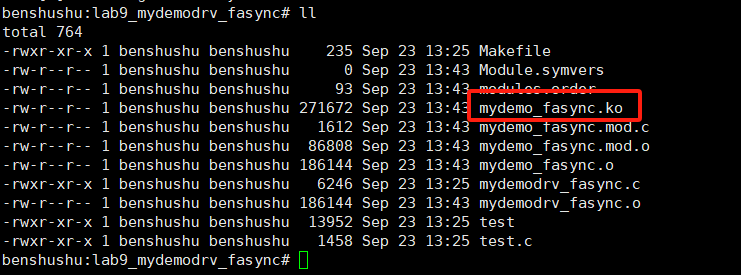 benshushu:lab9_mydemodrv_fasync# ll
total 764
-rwxr-xr-x 1 benshushu benshushu    235 Sep 23 13:25 Makefile
-rw-r--r-- 1 benshushu benshushu      0 Sep 23 13:43 Module.symvers
-rw-r--r-- 1 benshushu benshushu     93 Sep 23 13:43 modules.order
-rw-r--r-- 1 benshushu benshushu 271672 Sep 23 13:43 mydemo_fasync.ko
-rw-r--r-- 1 benshushu benshushu   1612 Sep 23 13:43 mydemo_fasync.mod.c
-rw-r--r-- 1 benshushu benshushu  86808 Sep 23 13:43 mydemo_fasync.mod.o
-rw-r--r-- 1 benshushu benshushu 186144 Sep 23 13:43 mydemo_fasync.o
-rwxr-xr-x 1 benshushu benshushu   6246 Sep 23 13:25 mydemodrv_fasync.c
-rw-r--r-- 1 benshushu benshushu 186144 Sep 23 13:43 mydemodrv_fasync.o
-rwxr-xr-x 1 benshushu benshushu  13952 Sep 23 13:25 test
-rwxr-xr-x 1 benshushu benshushu   1458 Sep 23 13:25 test.c
benshushu:lab9_mydemodrv_fasync#